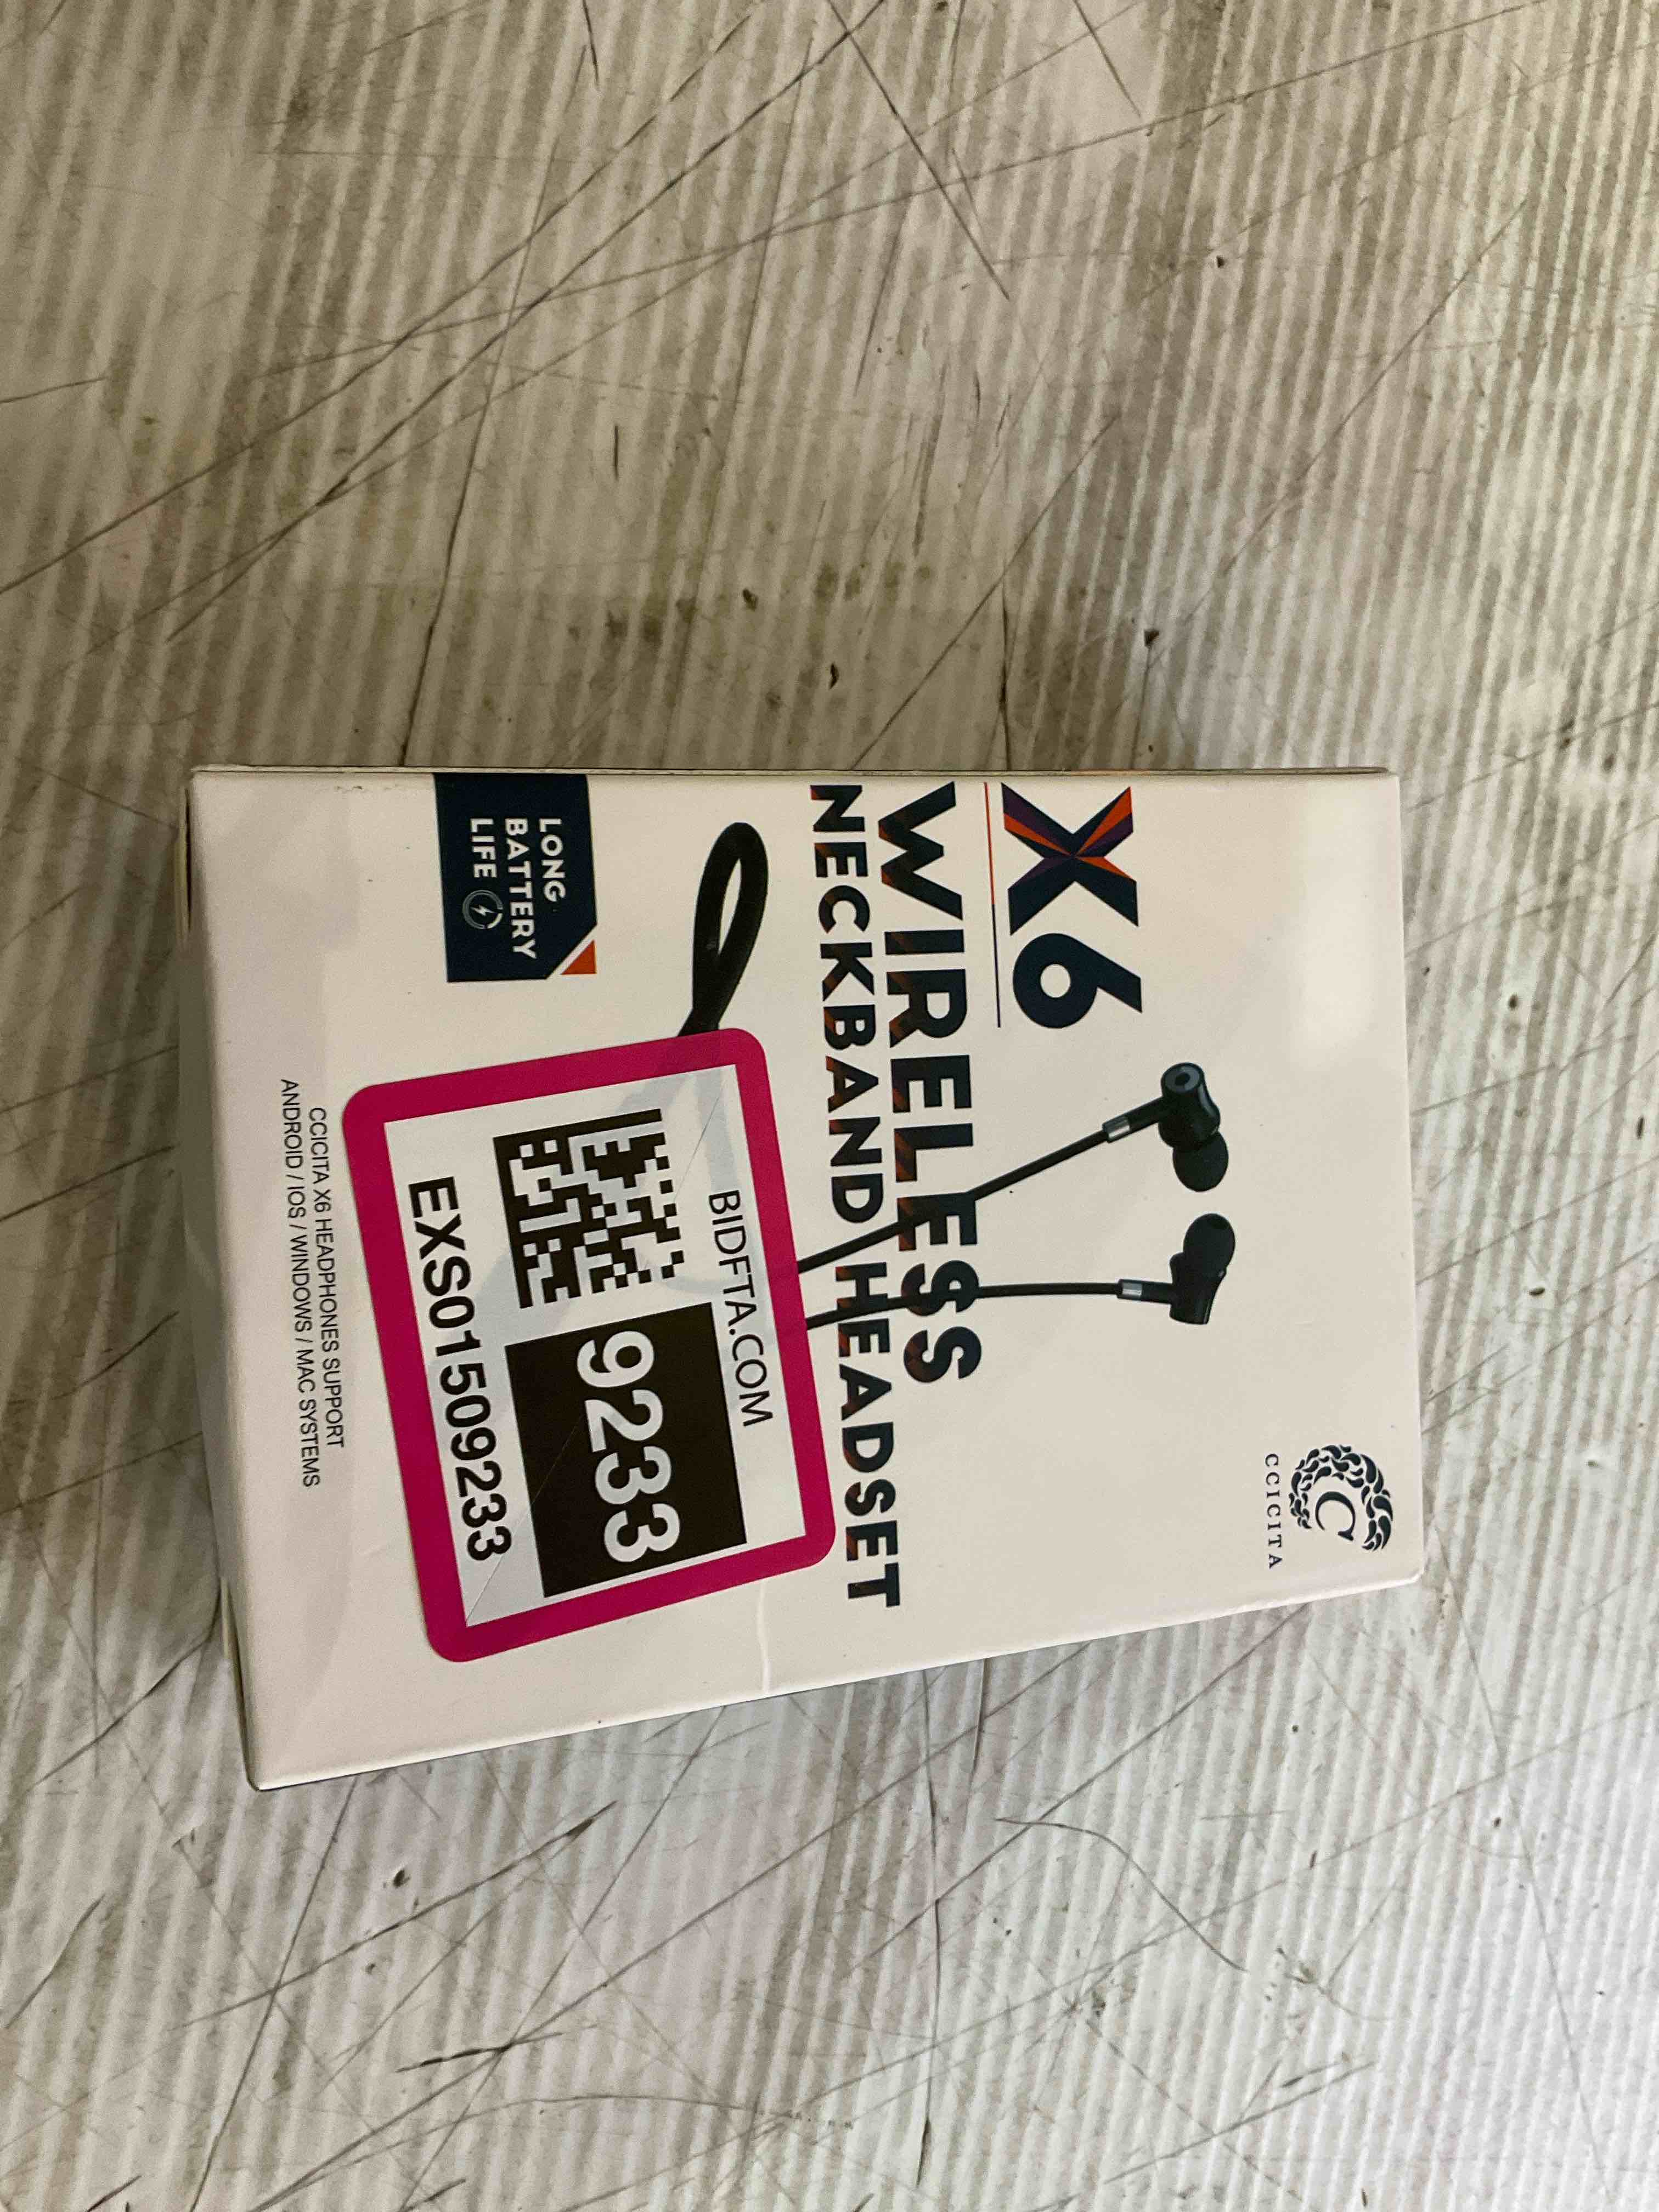 C
CCICITA
X6
WIRELESS
NECKBAND HEADSET
LONG
BATTERY
LIFE
BIDFTA.COM
9233
EXS01509233
CCICITA X6 HEADPHONES SUPPORT
ANDROID / IOS / WINDOWS / MAC SYSTEMS